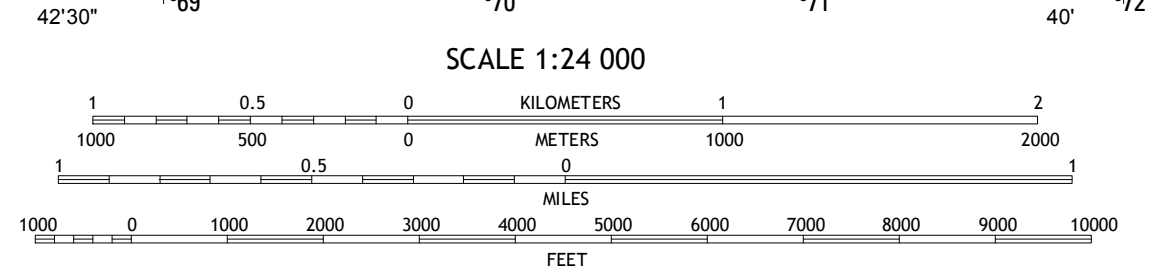 42'30" 69 70 71 40' 72
SCALE 1:24 000
1 0.5 0 KILOMETERS 1 2
1000 500 0 METERS 1000 2000
1 0.5 0 1
MILES
1000 0 1000 2000 3000 4000 5000 6000 7000 8000 9000 10000
FEET